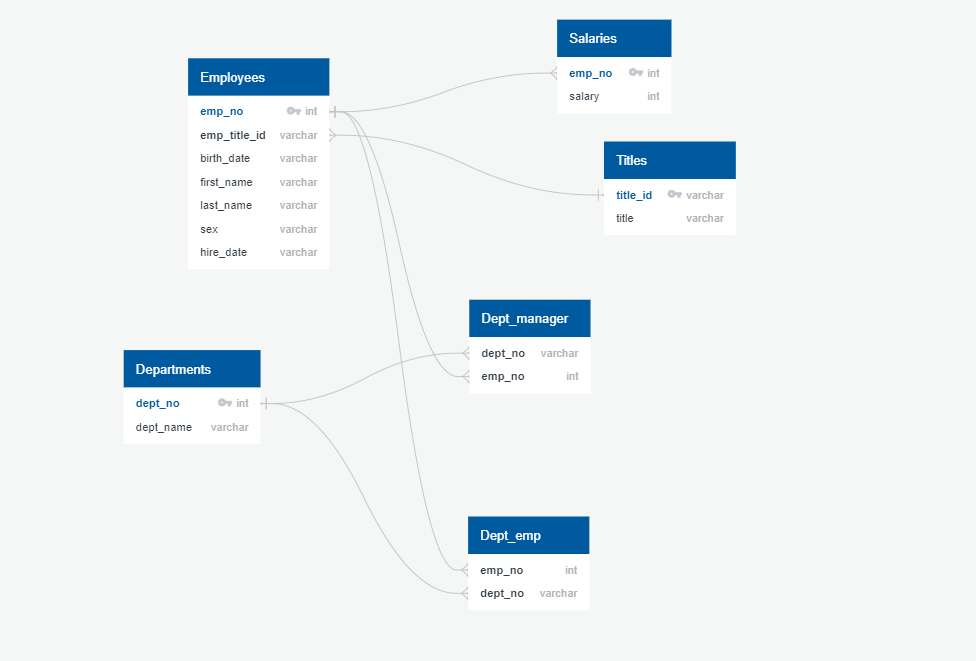 Salaries
emp_no int
salary int
Employees
emp_no int
emp_title_id varchar
birth_date varchar
first_name varchar
last_name varchar
sex varchar
hire_date varchar
Titles
title_id varchar
title varchar
Dept_manager
dept_no varchar
emp_no int
Departments
dept_no int
dept_name varchar
Dept_emp
emp_no int
dept_no varchar